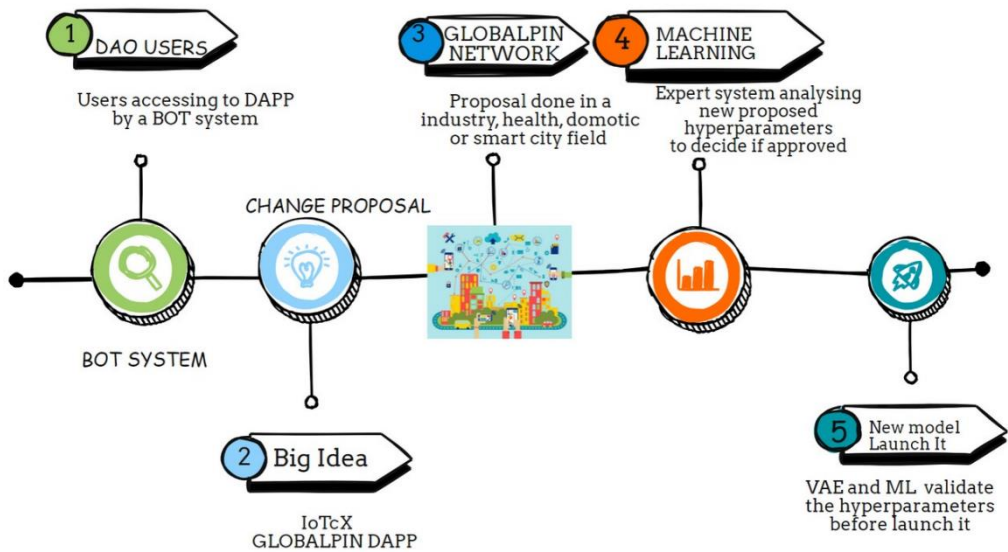 1
DAO USERS
Users accessing to DAPP
by a BOT system
BOT SYSTEM
CHANGE PROPOSAL
2
Big Idea
IoTcX
GLOBALPIN DAPP
3
GLOBALPIN
NETWORK
Proposal done in a
industry, health, domotic
or smart city field
4
MACHINE
LEARNING
Expert system analysing
new proposed
hyperparameters
to decide if approved
5
New model
Launch It
VAE and ML validate
the hyperparameters
before launch it